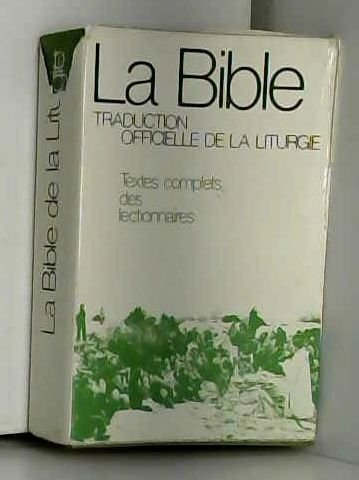 La Bible
TRADUCTION
OFFICIELLE DE LA LITURGIE
Textes complets
des
lectionnaires
La Bible de la Liturgie